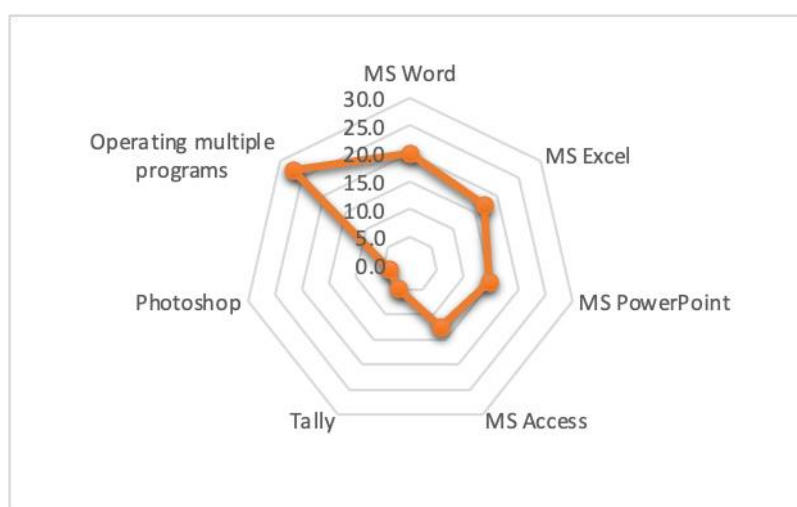 MS Word
30.0
25.0
20.0
15.0
10.0
5.0
0.0
MS Excel
MS PowerPoint
MS Access
Tally
Photoshop
Operating multiple
programs